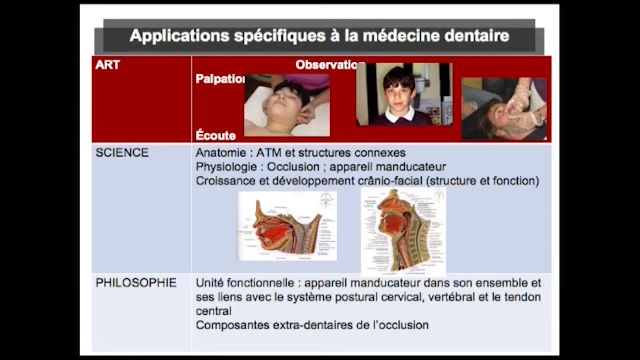 Applications spécifiques à la médecine dentaire
ART
Observation
Palpation
Écoute
SCIENCE
Anatomie : ATM et structures connexes
Physiologie : Occlusion ; appareil manducateur
Croissance et développement crânio-facial (structure et fonction)
PHILOSOPHIE
Unité fonctionnelle : appareil manducateur dans son ensemble et
ses liens avec le système postural cervical, vertébral et le tendon
central
Composantes extra-dentaires de l'occlusion